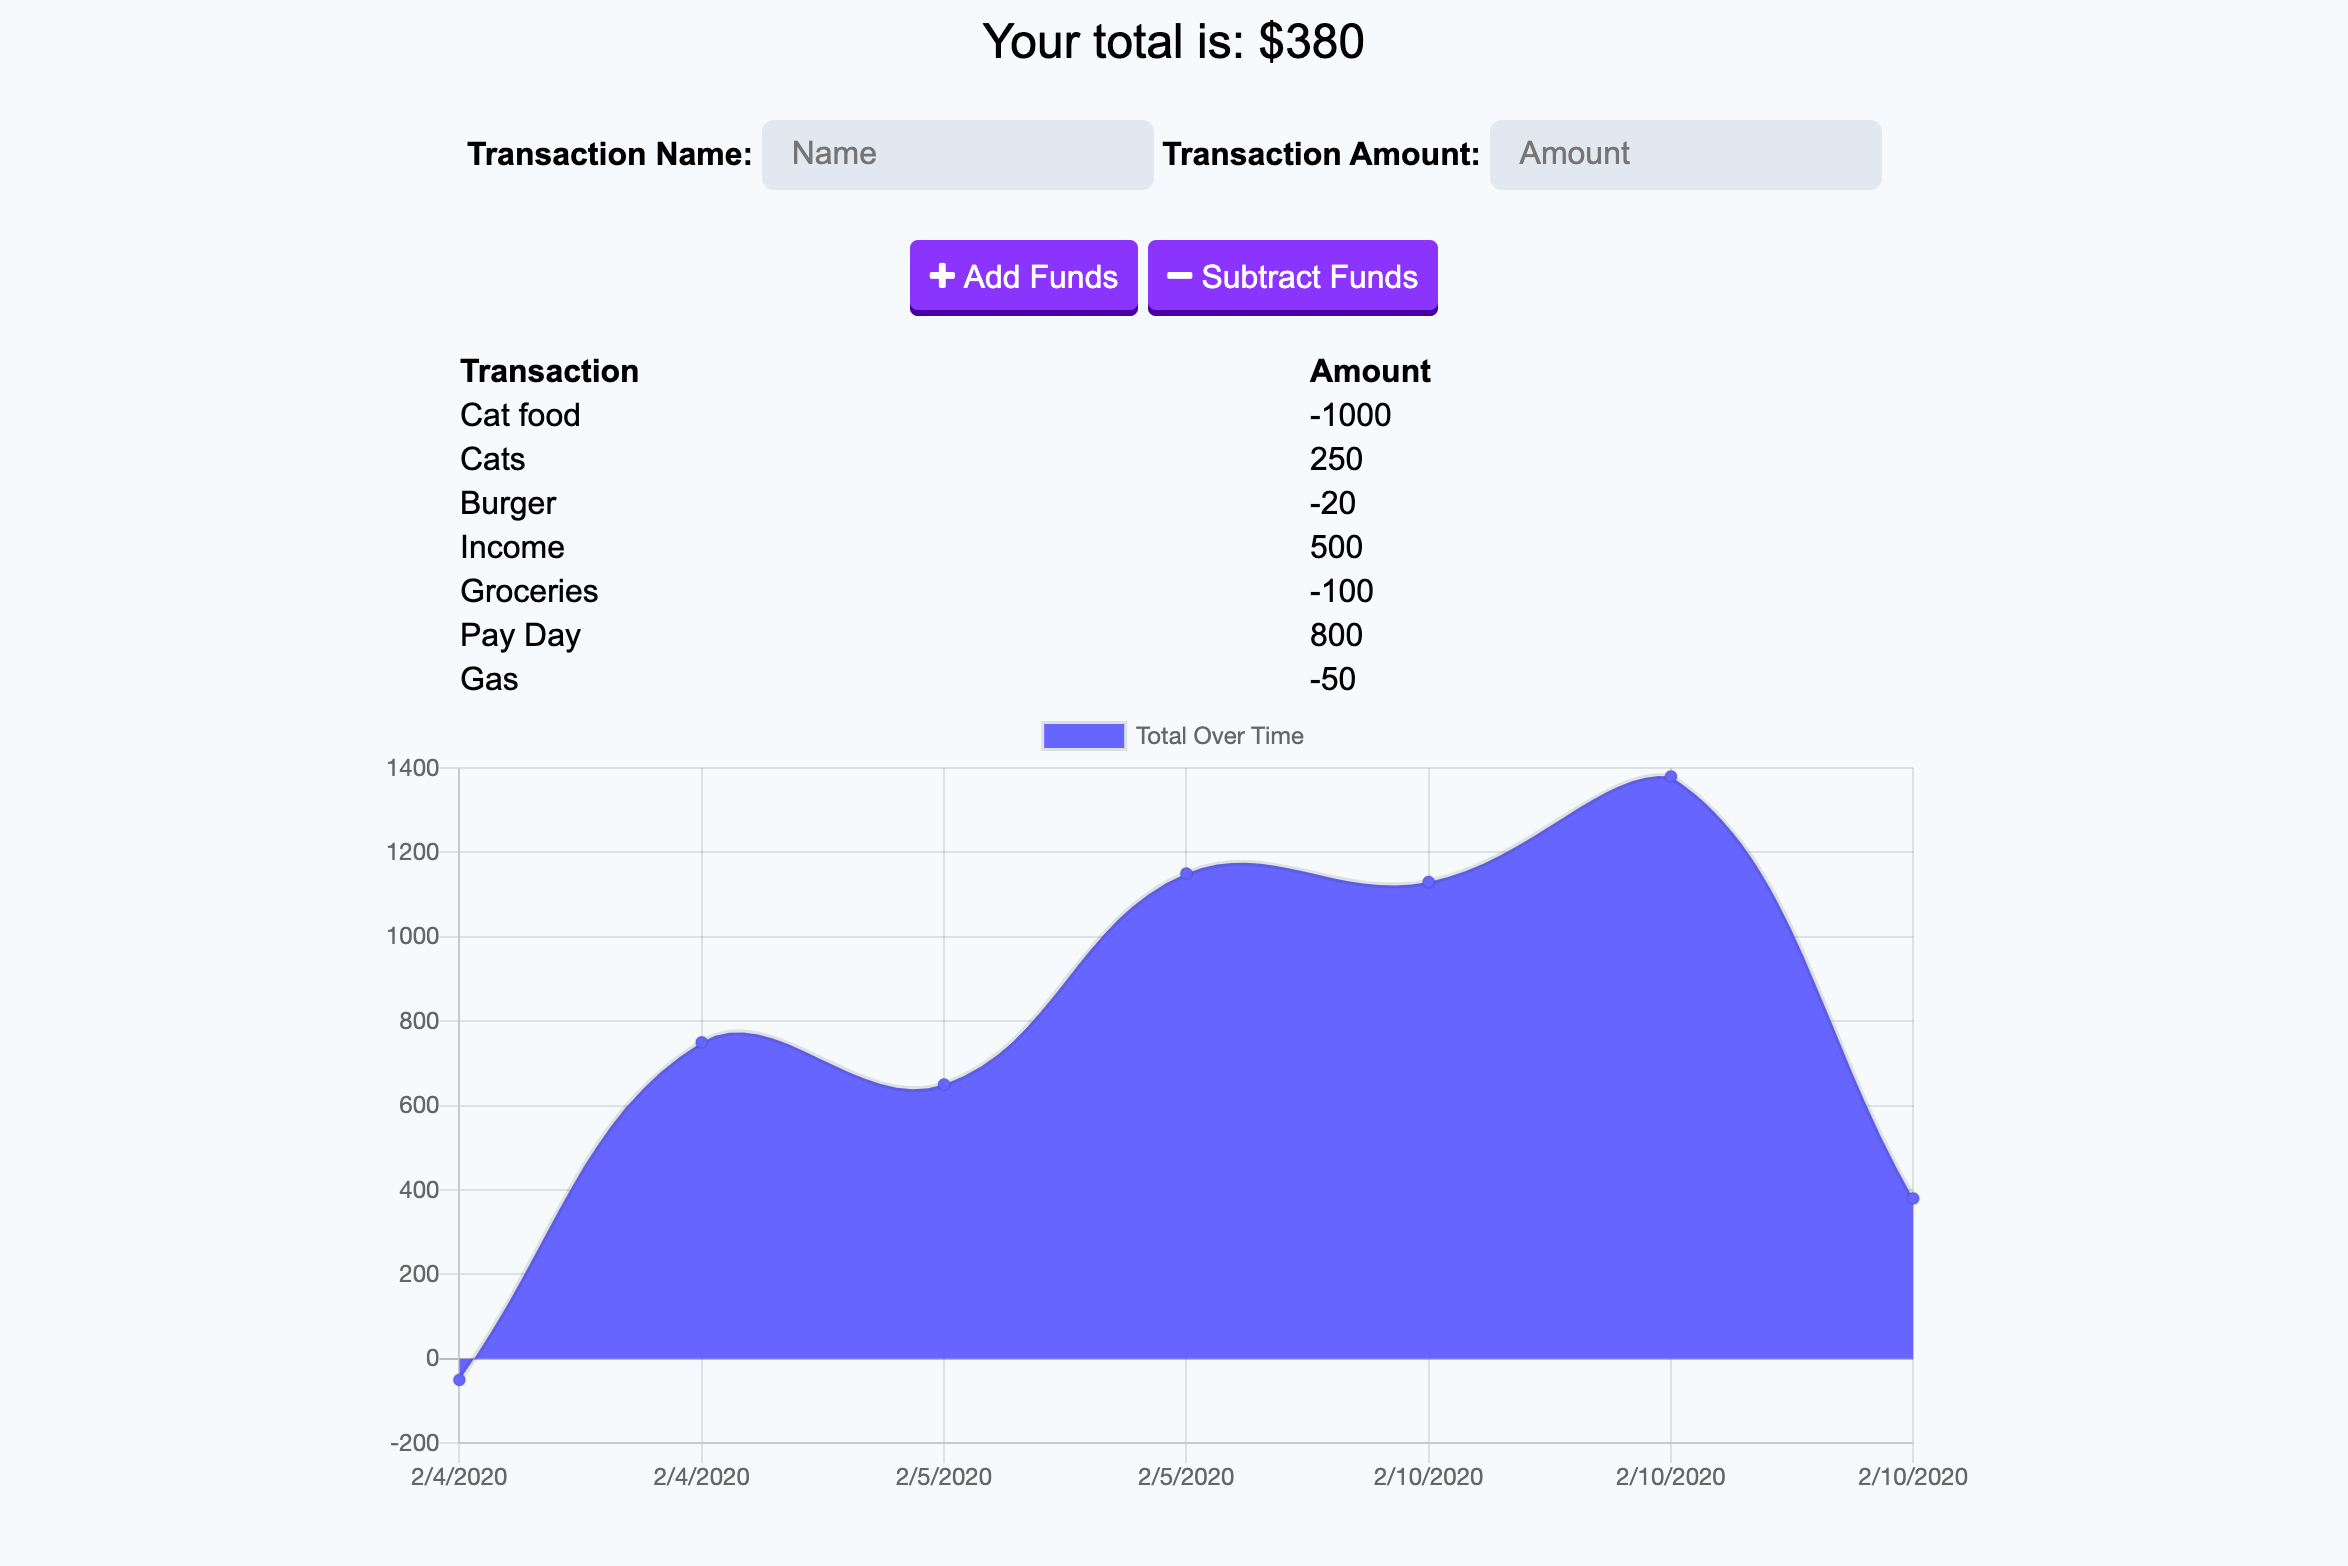 Your total is: $380
Transaction Name: Name Transaction Amount: Amount
Add Funds Subtract Funds
Transaction Amount
Cat food -1000
Cats 250
Burger -20
Income 500
Groceries -100
Pay Day 800
Gas -50
Total Over Time
1400
1200
1000
800
600
400
200
0
-200
2/4/2020 2/4/2020 2/5/2020 2/5/2020 2/10/2020 2/10/2020 2/10/2020